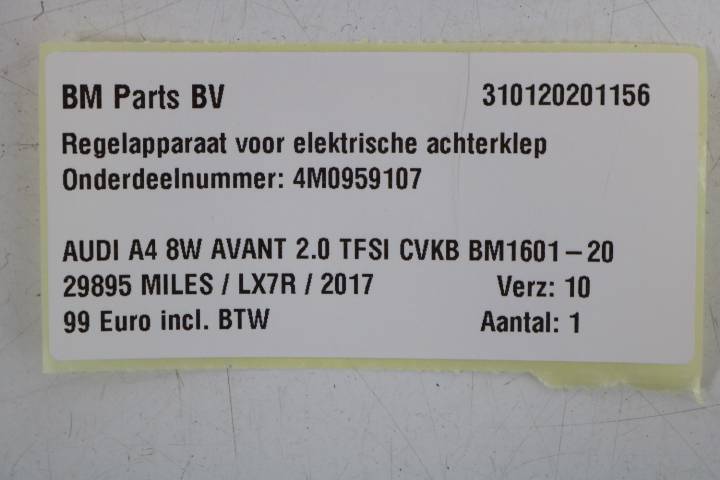 BM Parts BV 310120201156
Regelapparaat voor elektrische achterklep
Onderdeelnummer: 4M0959107
AUDI A4 8W AVANT 2.0 TFSI CVKB BM1601-20
29895 MILES / LX7R / 2017 Verz: 10
99 Euro incl. BTW Aantal: 1